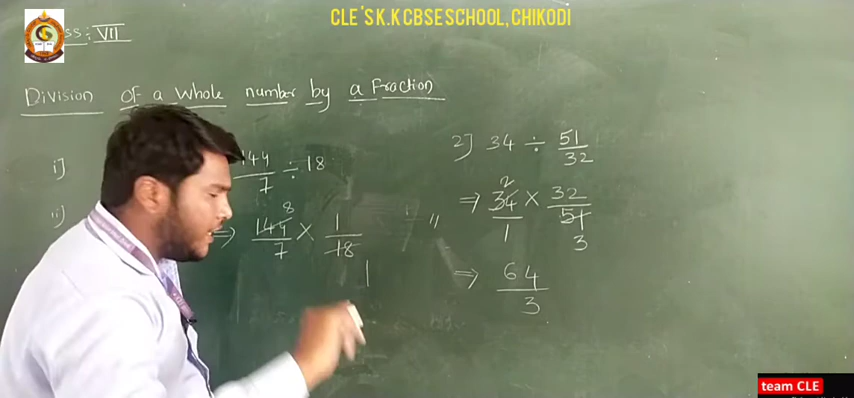 CLE'S K.K CBSE SCHOOL, CHIKODI
ss: VII
Division of a Whole number by a Fraction
i]
144/7 ÷ 18
ii]
⇒ 144/7 8 × 1/18
1
2] 34 ÷ 51/32
⇒ 34/1 2 × 32/51 3
⇒ 64/3
team CLE